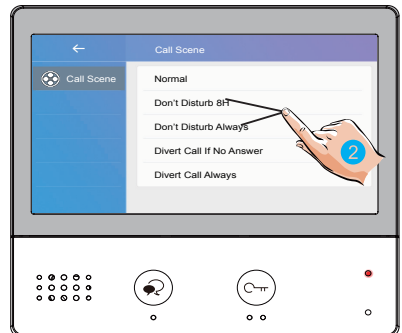 Call Scene
Call Scene
Normal
Don't Disturb 8H
Don't Disturb Always
Divert Call If No Answer
Divert Call Always
2